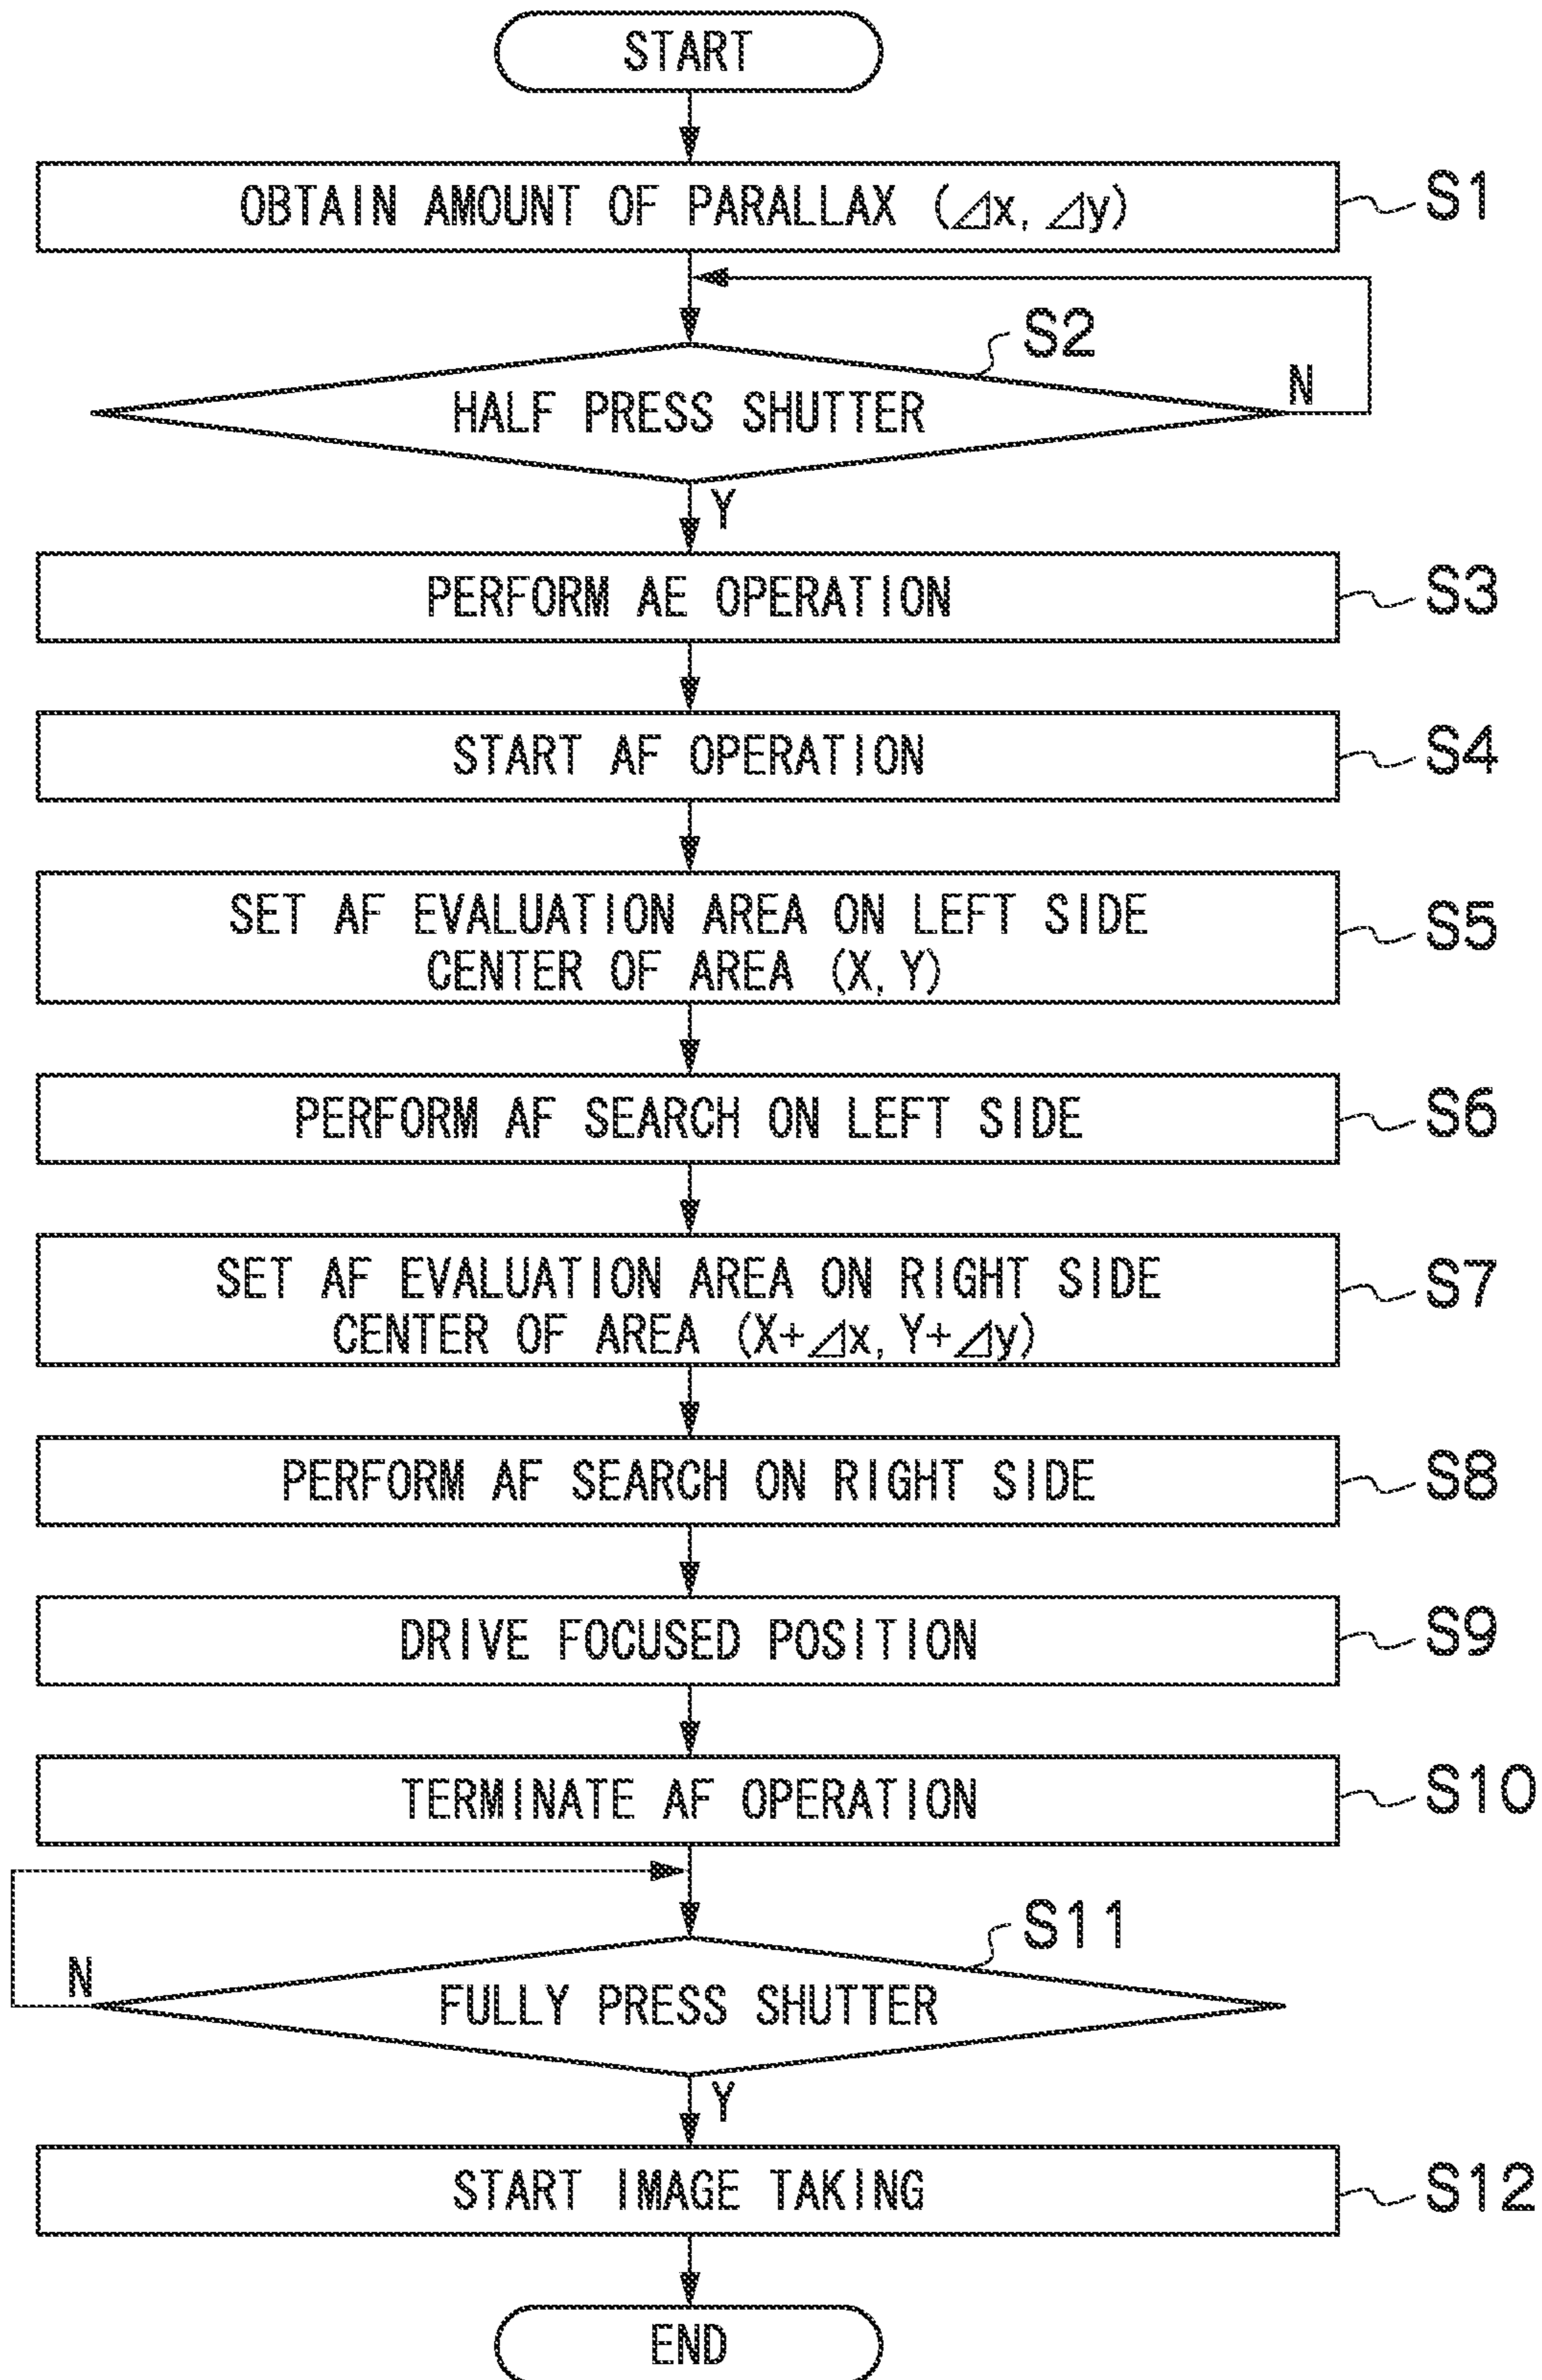 START
OBTAIN AMOUNT OF PARALLAX (⊿x, ⊿y)
S1
S2
HALF PRESS SHUTTER
N
Y
PERFORM AE OPERATION
S3
START AF OPERATION
S4
SET AF EVALUATION AREA ON LEFT SIDE
CENTER OF AREA (X, Y)
S5
PERFORM AF SEARCH ON LEFT SIDE
S6
SET AF EVALUATION AREA ON RIGHT SIDE
CENTER OF AREA (X+⊿x, Y+⊿y)
S7
PERFORM AF SEARCH ON RIGHT SIDE
S8
DRIVE FOCUSED POSITION
S9
TERMINATE AF OPERATION
S10
S11
N
FULLY PRESS SHUTTER
Y
START IMAGE TAKING
S12
END